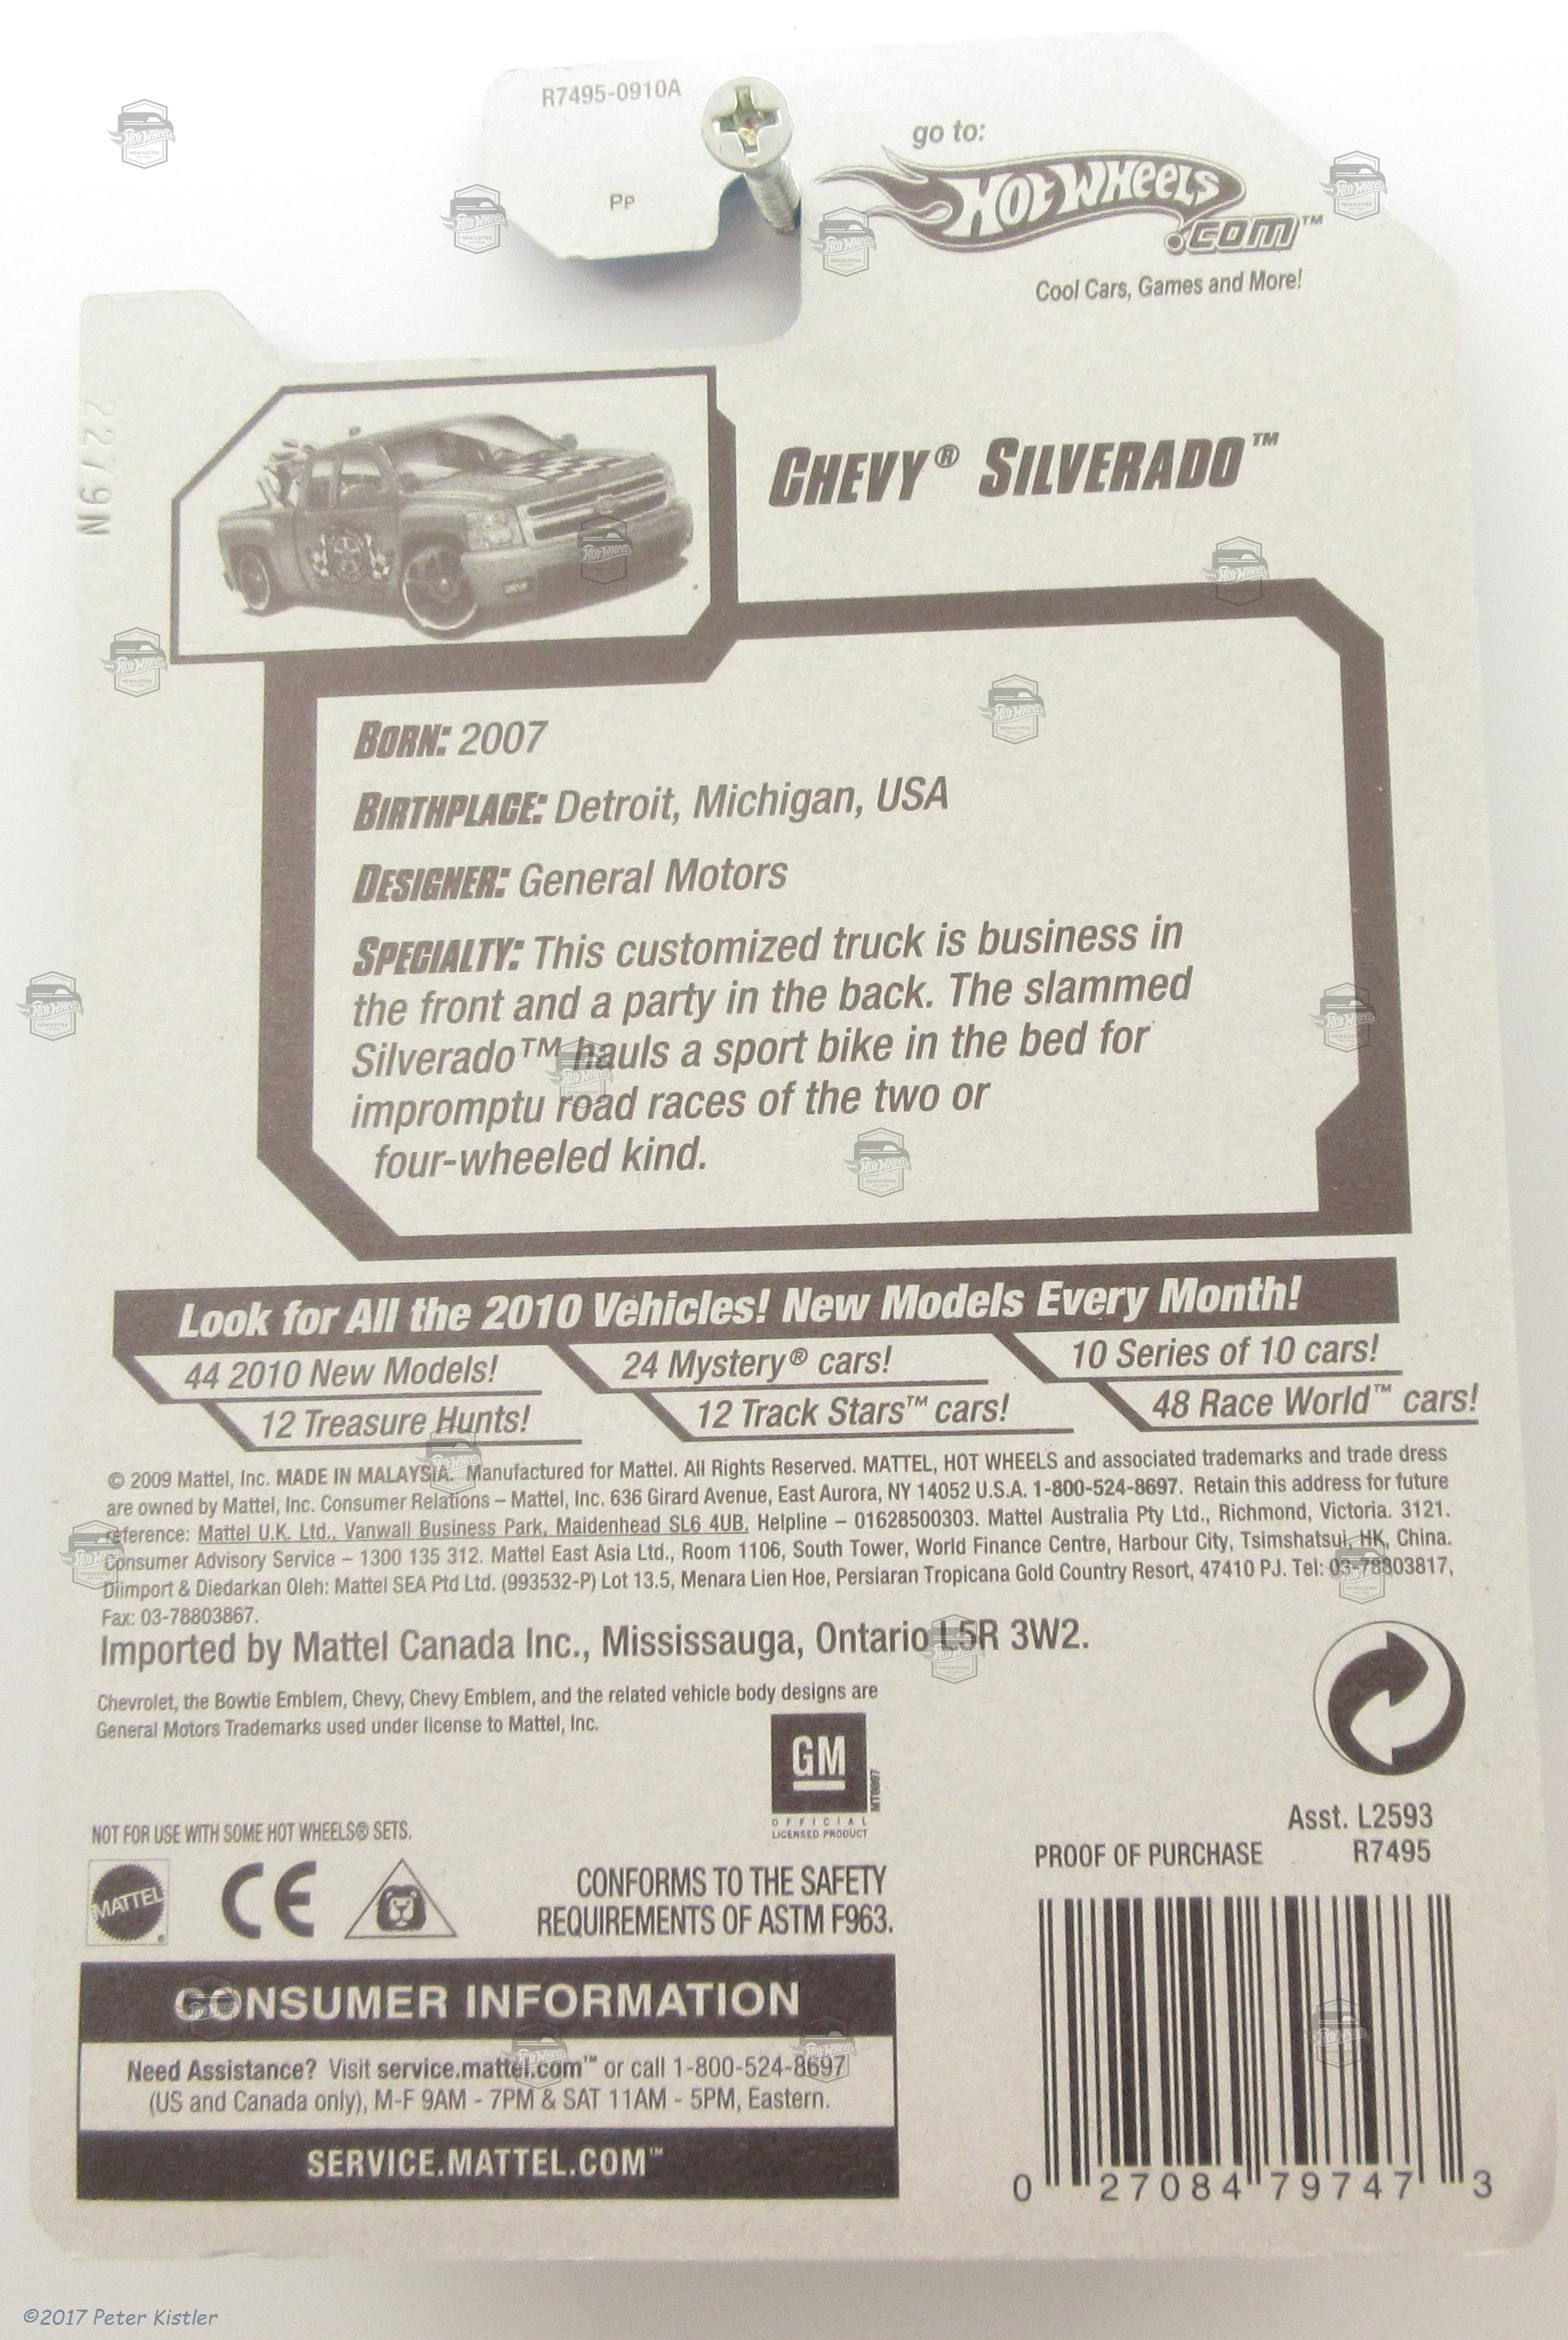 R7495-0910A
PP
go to:
HOT WHEELS
.COM™
Cool Cars, Games and More!
2279N
CHEVY® SILVERADO™
BORN: 2007
BIRTHPLACE: Detroit, Michigan, USA
DESIGNER: General Motors
SPECIALTY: This customized truck is business in
the front and a party in the back. The slammed
Silverado™ hauls a sport bike in the bed for
impromptu road races of the two or
four-wheeled kind.
Look for All the 2010 Vehicles! New Models Every Month!
44 2010 New Models! 24 Mystery® cars! 10 Series of 10 cars!
12 Treasure Hunts! 12 Track Stars™ cars! 48 Race World™ cars!
© 2009 Mattel, Inc. MADE IN MALAYSIA. Manufactured for Mattel. All Rights Reserved. MATTEL, HOT WHEELS and associated trademarks and trade dress
are owned by Mattel, Inc. Consumer Relations – Mattel, Inc. 636 Girard Avenue, East Aurora, NY 14052 U.S.A. 1-800-524-8697. Retain this address for future
reference: Mattel U.K. Ltd., Vanwall Business Park, Maidenhead SL6 4UB. Helpline – 01628500303. Mattel Australia Pty Ltd., Richmond, Victoria. 3121.
Consumer Advisory Service – 1300 135 312. Mattel East Asia Ltd., Room 1106, South Tower, World Finance Centre, Harbour City, Tsimshatsui, HK, China.
Diimport & Diedarkan Oleh: Mattel SEA Ptd Ltd. (993532-P) Lot 13.5, Menara Lien Hoe, Persiaran Tropicana Gold Country Resort, 47410 PJ. Tel: 03-78803817,
Fax: 03-78803867.
Imported by Mattel Canada Inc., Mississauga, Ontario L5R 3W2.
Chevrolet, the Bowtie Emblem, Chevy, Chevy Emblem, and the related vehicle body designs are
General Motors Trademarks used under license to Mattel, Inc.
GM
OFFICIAL
LICENSED PRODUCT
NOT FOR USE WITH SOME HOT WHEELS® SETS.
Asst. L2593
PROOF OF PURCHASE R7495
MATTEL
CE
CONFORMS TO THE SAFETY
REQUIREMENTS OF ASTM F963.
CONSUMER INFORMATION
Need Assistance? Visit service.mattel.com™ or call 1-800-524-8697
(US and Canada only), M-F 9AM - 7PM & SAT 11AM - 5PM, Eastern.
SERVICE.MATTEL.COM™
0 27084 79747 3
©2017 Peter Kistler